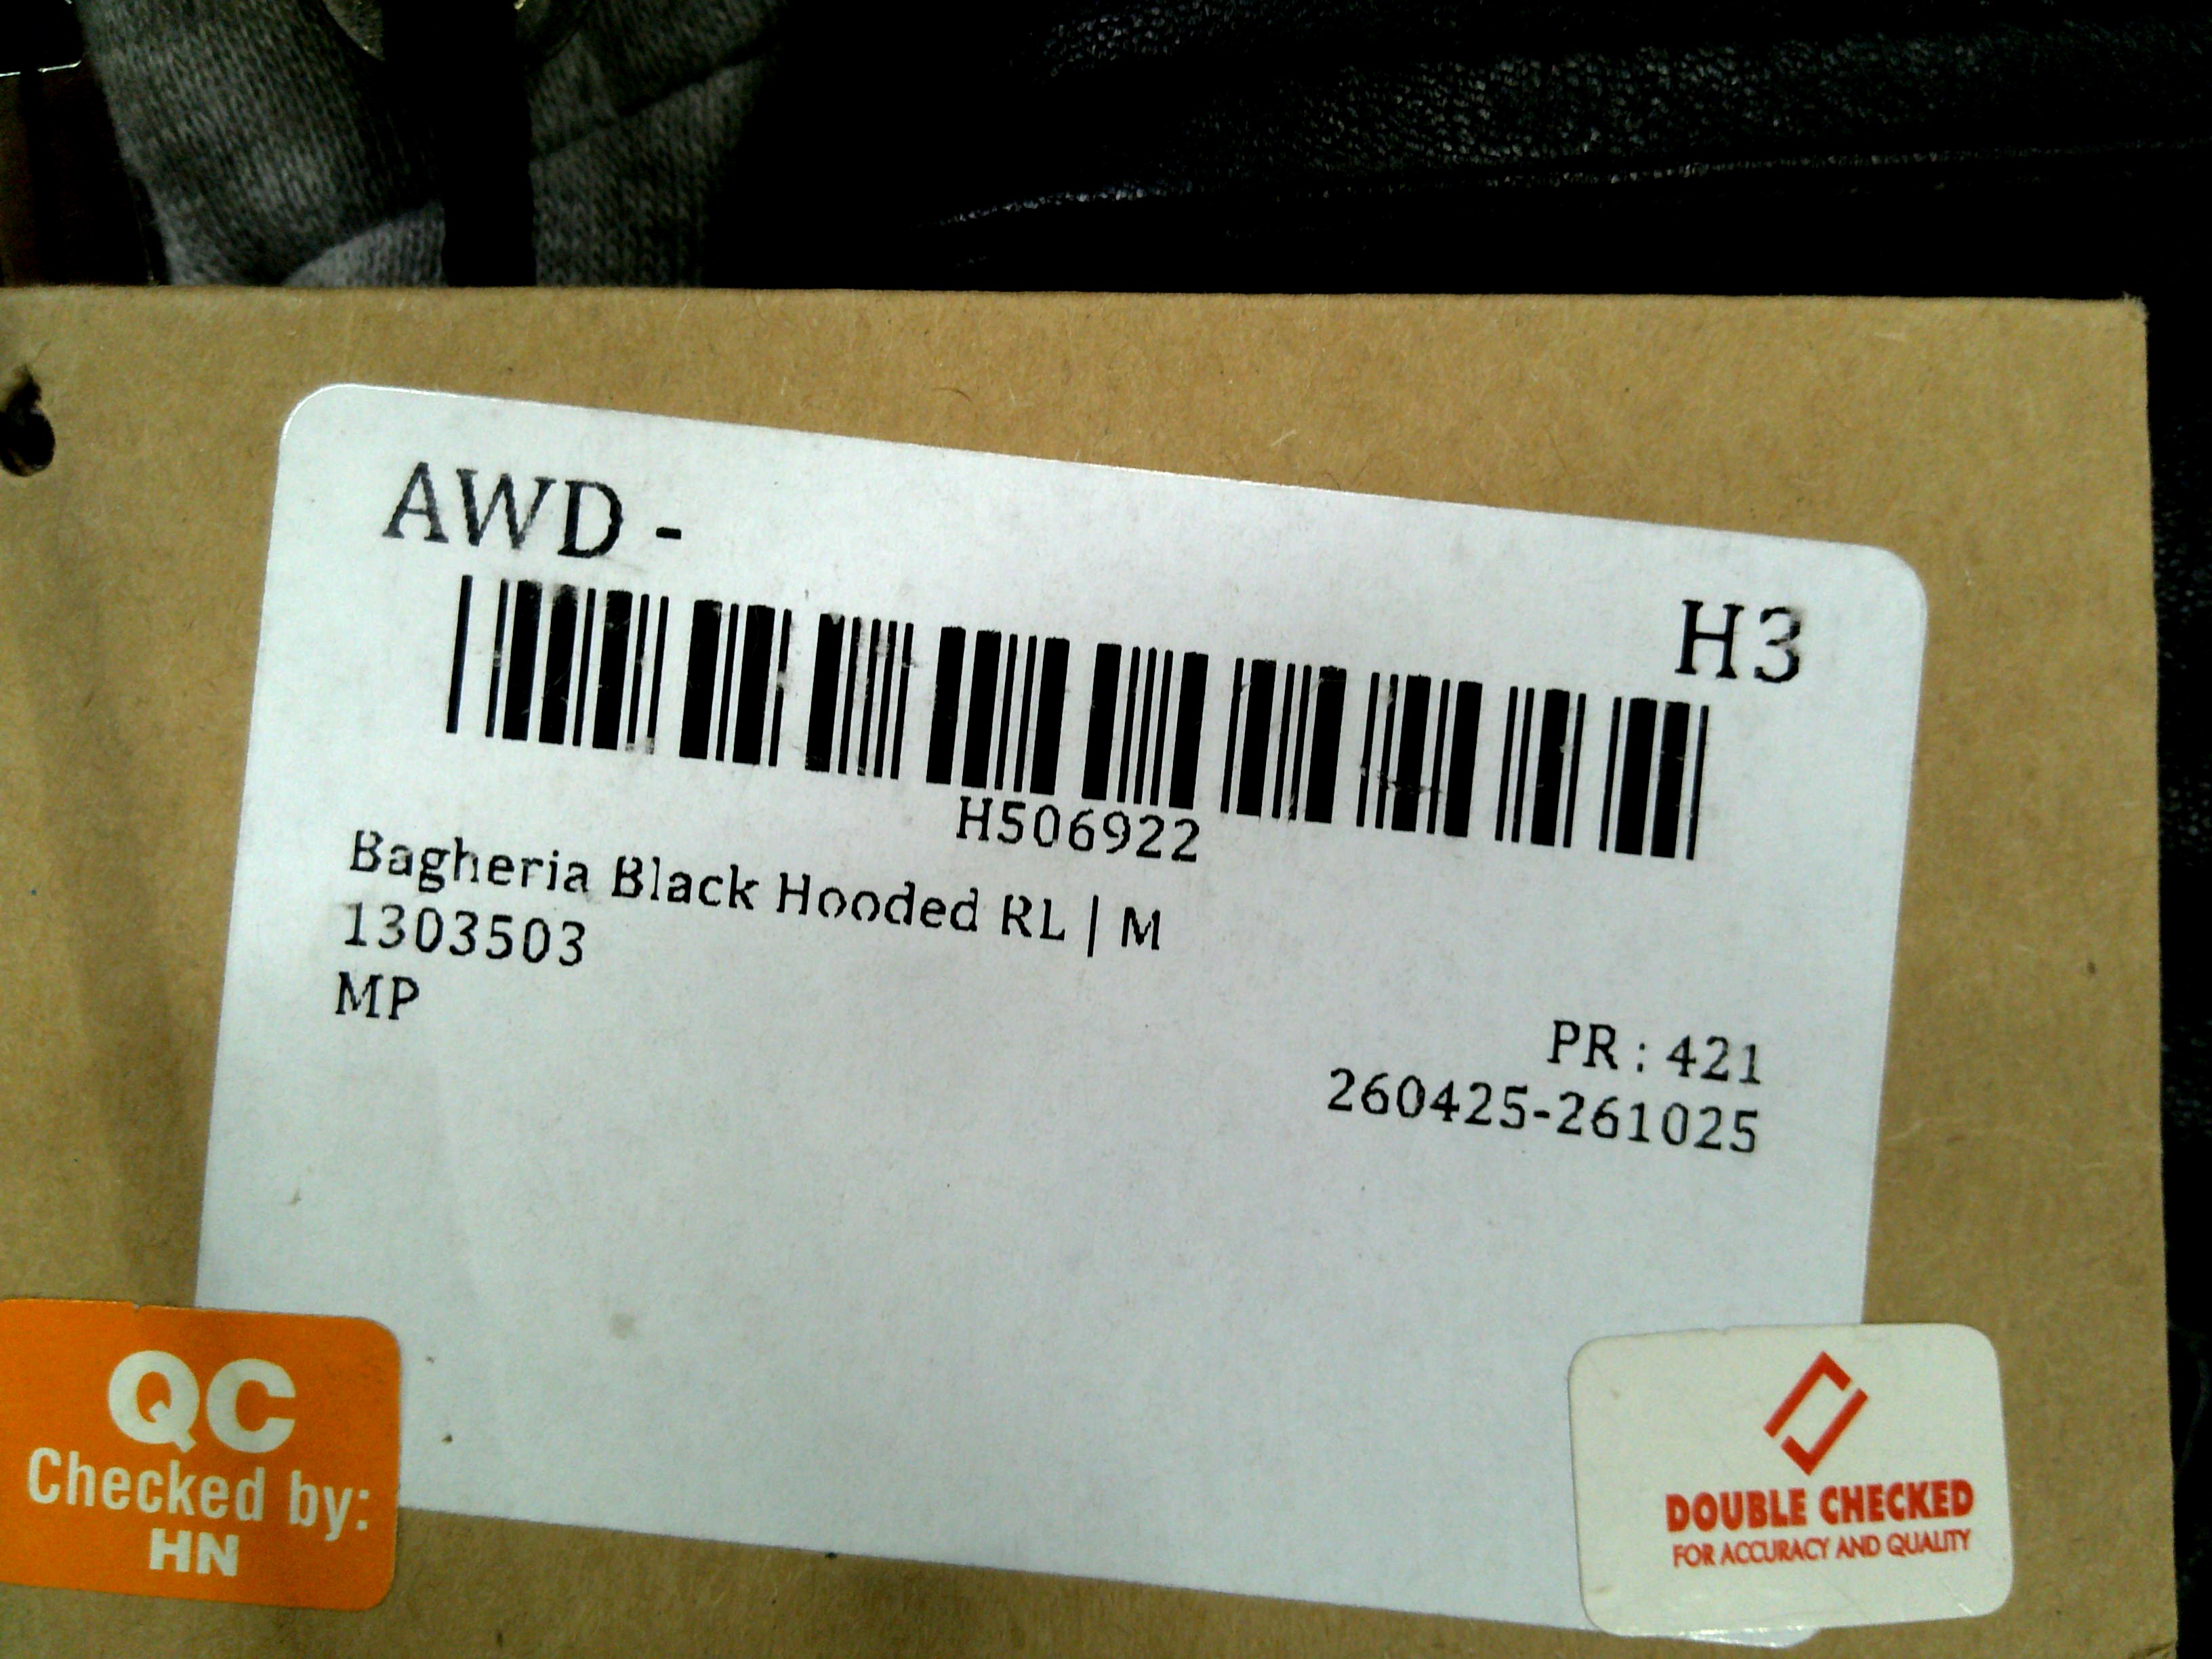 AWD -
H3
H506922
Bagheria Black Hooded RL | M
1303503
MP
PR : 421
260425-261025
QC
Checked by:
HN
DOUBLE CHECKED
FOR ACCURACY AND QUALITY